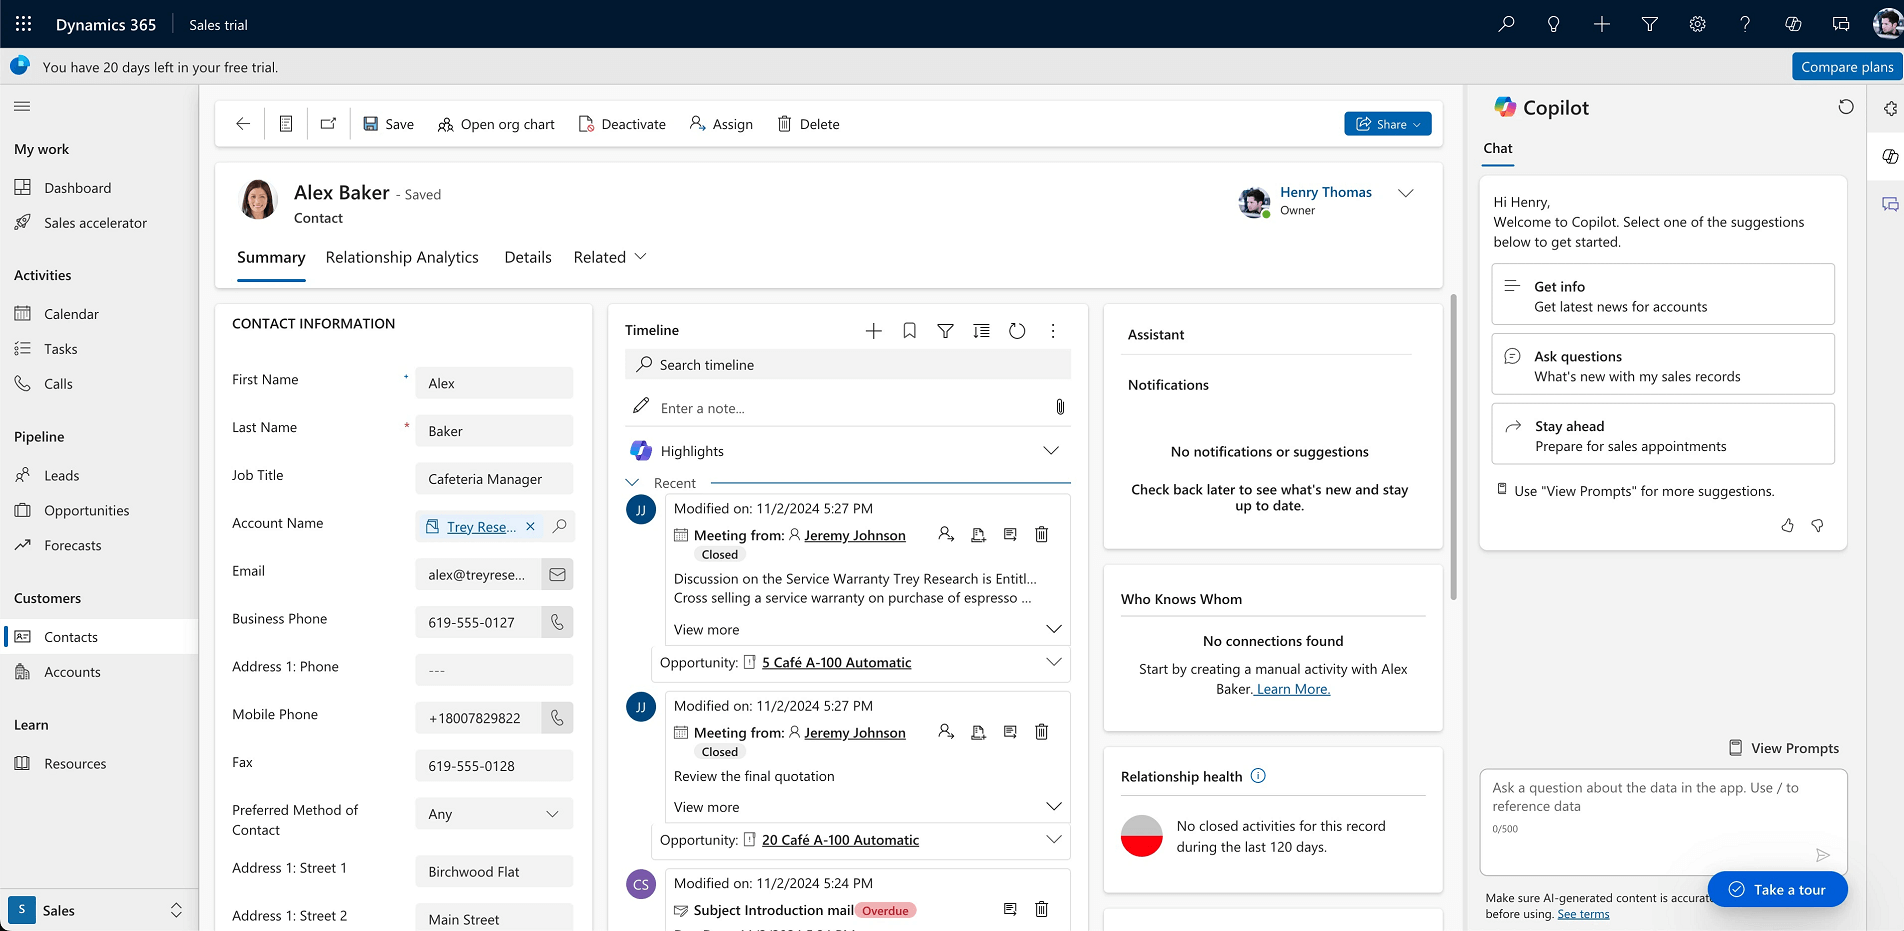 Dynamics 365
Sales trial
You have 20 days left in your free trial.
Compare plans
My work
Dashboard
Sales accelerator
Activities
Calendar
Tasks
Calls
Pipeline
Leads
Opportunities
Forecasts
Customers
Contacts
Accounts
Learn
Resources
S
Sales
Save
Open org chart
Deactivate
Assign
Delete
Share
Alex Baker - Saved
Contact
Henry Thomas
Owner
Summary
Relationship Analytics
Details
Related
CONTACT INFORMATION
First Name
+
Alex
Last Name
*
Baker
Job Title
Cafeteria Manager
Account Name
Trey Rese...
Email
alex@treyrese...
Business Phone
619-555-0127
Address 1: Phone
---
Mobile Phone
+18007829822
Fax
619-555-0128
Preferred Method of
Contact
Any
Address 1: Street 1
Birchwood Flat
Address 1: Street 2
Main Street
Timeline
Search timeline
Enter a note...
Highlights
Recent
JJ
Modified on: 11/2/2024 5:27 PM
Meeting from: Jeremy Johnson
Closed
Discussion on the Service Warranty Trey Research is Entitl...
Cross selling a service warranty on purchase of espresso ...
View more
Opportunity: 5 Café A-100 Automatic
JJ
Modified on: 11/2/2024 5:27 PM
Meeting from: Jeremy Johnson
Closed
Review the final quotation
View more
Opportunity: 20 Café A-100 Automatic
CS
Modified on: 11/2/2024 5:24 PM
Subject Introduction mail Overdue
Assistant
Notifications
No notifications or suggestions
Check back later to see what's new and stay
up to date.
Who Knows Whom
No connections found
Start by creating a manual activity with Alex
Baker. Learn More.
Relationship health
No closed activities for this record
during the last 120 days.
Copilot
Chat
Hi Henry,
Welcome to Copilot. Select one of the suggestions
below to get started.
Get info
Get latest news for accounts
Ask questions
What's new with my sales records
Stay ahead
Prepare for sales appointments
Use "View Prompts" for more suggestions.
View Prompts
Ask a question about the data in the app. Use / to
reference data
0/500
Take a tour
Make sure AI-generated content is
before using. See terms